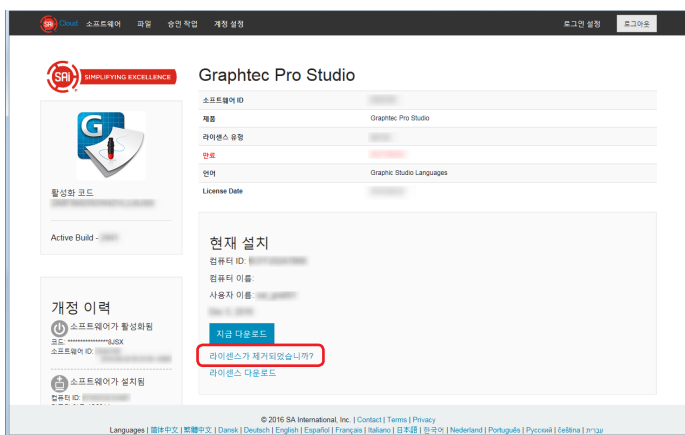 SAi Cloud 소프트웨어 파일 승인 작업 계정 설정 로그인 설정 로그아웃
SAi SIMPLIFYING EXCELLENCE
Graphtec Pro Studio
소프트웨어 ID
제품 Graphtec Pro Studio
라이센스 유형
만료
언어 Graphic Studio Languages
License Date
활성화 코드
Active Build -
개정 이력
소프트웨어가 활성화됨
코드: ***************8JSX
소프트웨어 ID:
소프트웨어가 설치됨
컴퓨터 ID:
현재 설치
컴퓨터 ID:
컴퓨터 이름:
사용자 이름:
지금 다운로드
라이센스가 제거되었습니까?
라이센스 다운로드
© 2016 SA International, Inc. | Contact | Terms | Privacy
Languages | 简体中文 | 繁體中文 | Dansk | Deutsch | English | Español | Français | Italiano | 日本語 | 한국어 | Nederland | Português | Русский | čeština | עברית